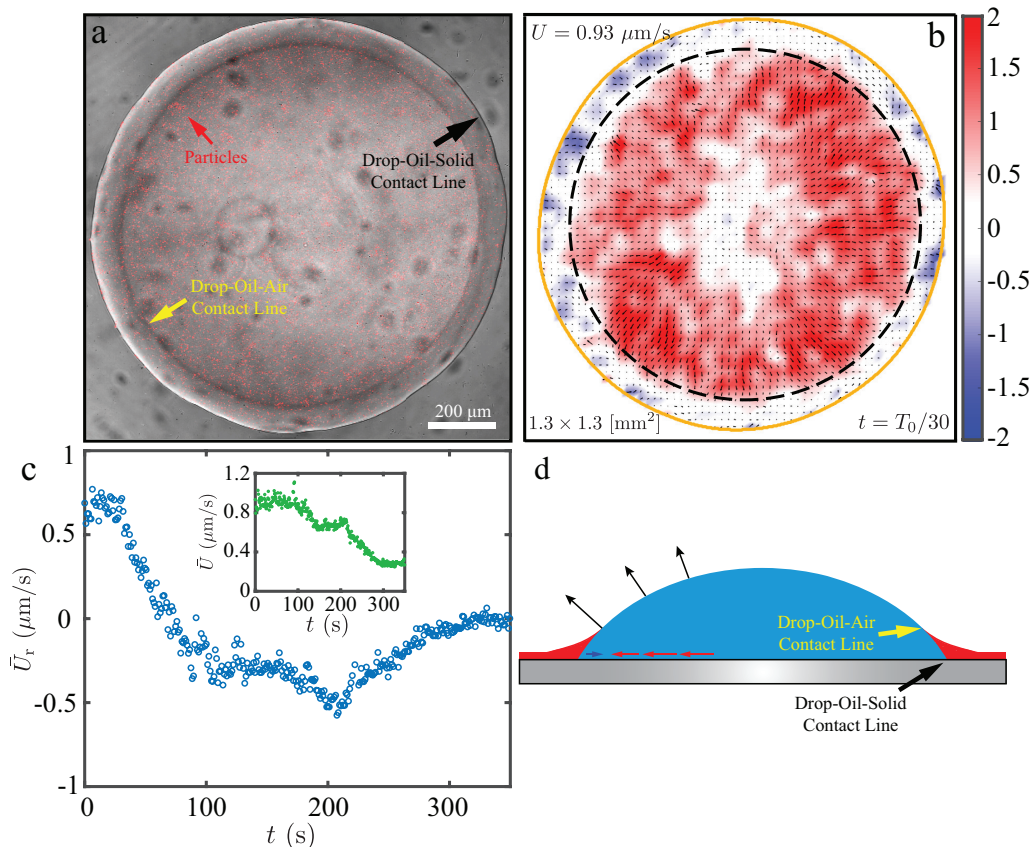 a
Particles
Drop-Oil-Solid
Contact Line
Drop-Oil-Air
Contact Line
200 μm
U = 0.93 μm/s
b
1.3 × 1.3 [mm²]
t = T₀/30
2
1.5
1
0.5
0
-0.5
-1
-1.5
-2
c
1
0.5
0
-0.5
-1
Ūᵣ (μm/s)
0
100
200
300
t (s)
1.2
0.8
0.4
0
Ū (μm/s)
0
100
200
300
t (s)
d
Drop-Oil-Air
Contact Line
Drop-Oil-Solid
Contact Line